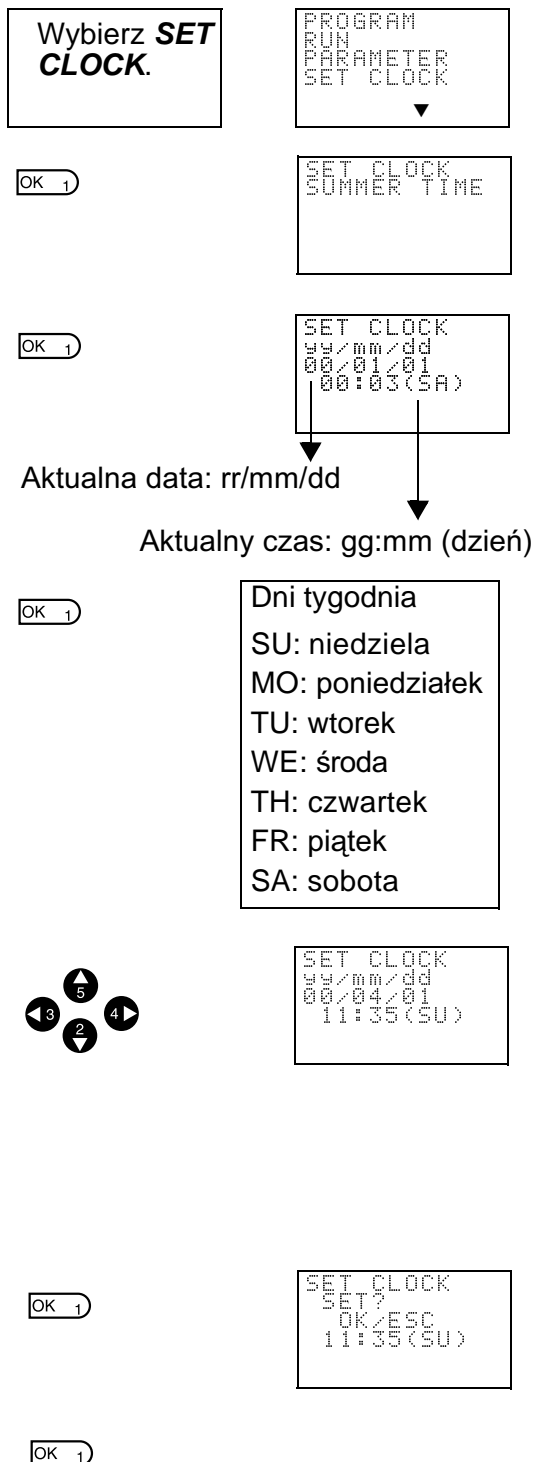 Wybierz SET
CLOCK.
PROGRAM
RUN
PARAMETER
SET CLOCK
OK 1
SET CLOCK
SUMMER TIME
OK 1
SET CLOCK
yy/mm/dd
00/01/01
00:03(SA)
Aktualna data: rr/mm/dd
Aktualny czas: gg:mm (dzień)
OK 1
Dni tygodnia
SU: niedziela
MO: poniedziałek
TU: wtorek
WE: środa
TH: czwartek
FR: piątek
SA: sobota
5
3 4
2
SET CLOCK
yy/mm/dd
00/04/01
11:35(SU)
OK 1
SET CLOCK
SET?
OK/ESC
11:35(SU)
OK 1